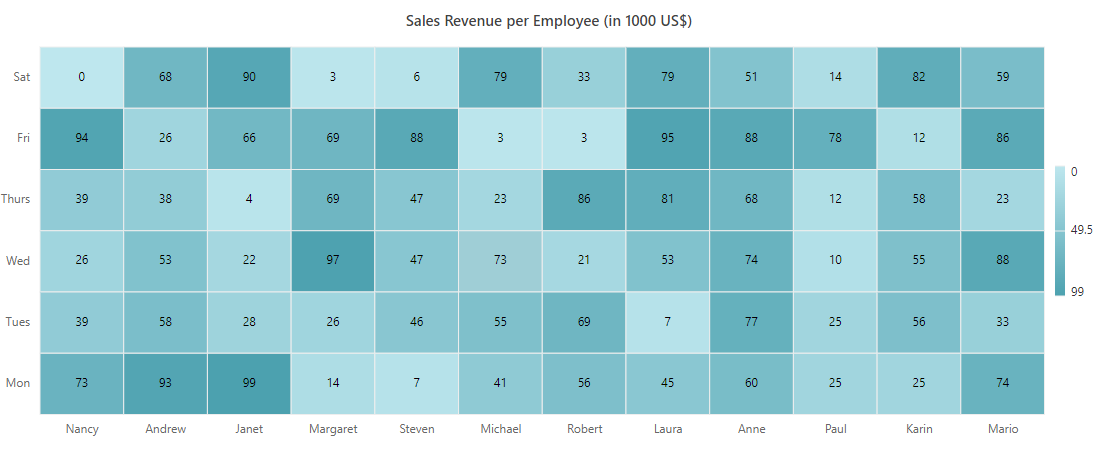 Sales Revenue per Employee (in 1000 US$)
Sat 0 68 90 3 6 79 33 79 51 14 82 59
Fri 94 26 66 69 88 3 3 95 88 78 12 86
Thurs 39 38 4 69 47 23 86 81 68 12 58 23
Wed 26 53 22 97 47 73 21 53 74 10 55 88
Tues 39 58 28 26 46 55 69 7 77 25 56 33
Mon 73 93 99 14 7 41 56 45 60 25 25 74
Nancy Andrew Janet Margaret Steven Michael Robert Laura Anne Paul Karin Mario
0
49.5
99